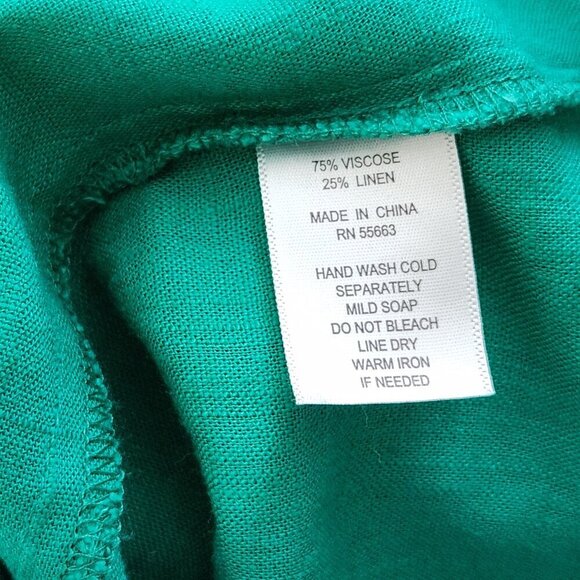 75% VISCOSE
25% LINEN
MADE IN CHINA
RN 55663
HAND WASH COLD
SEPARATELY
MILD SOAP
DO NOT BLEACH
LINE DRY
WARM IRON
IF NEEDED